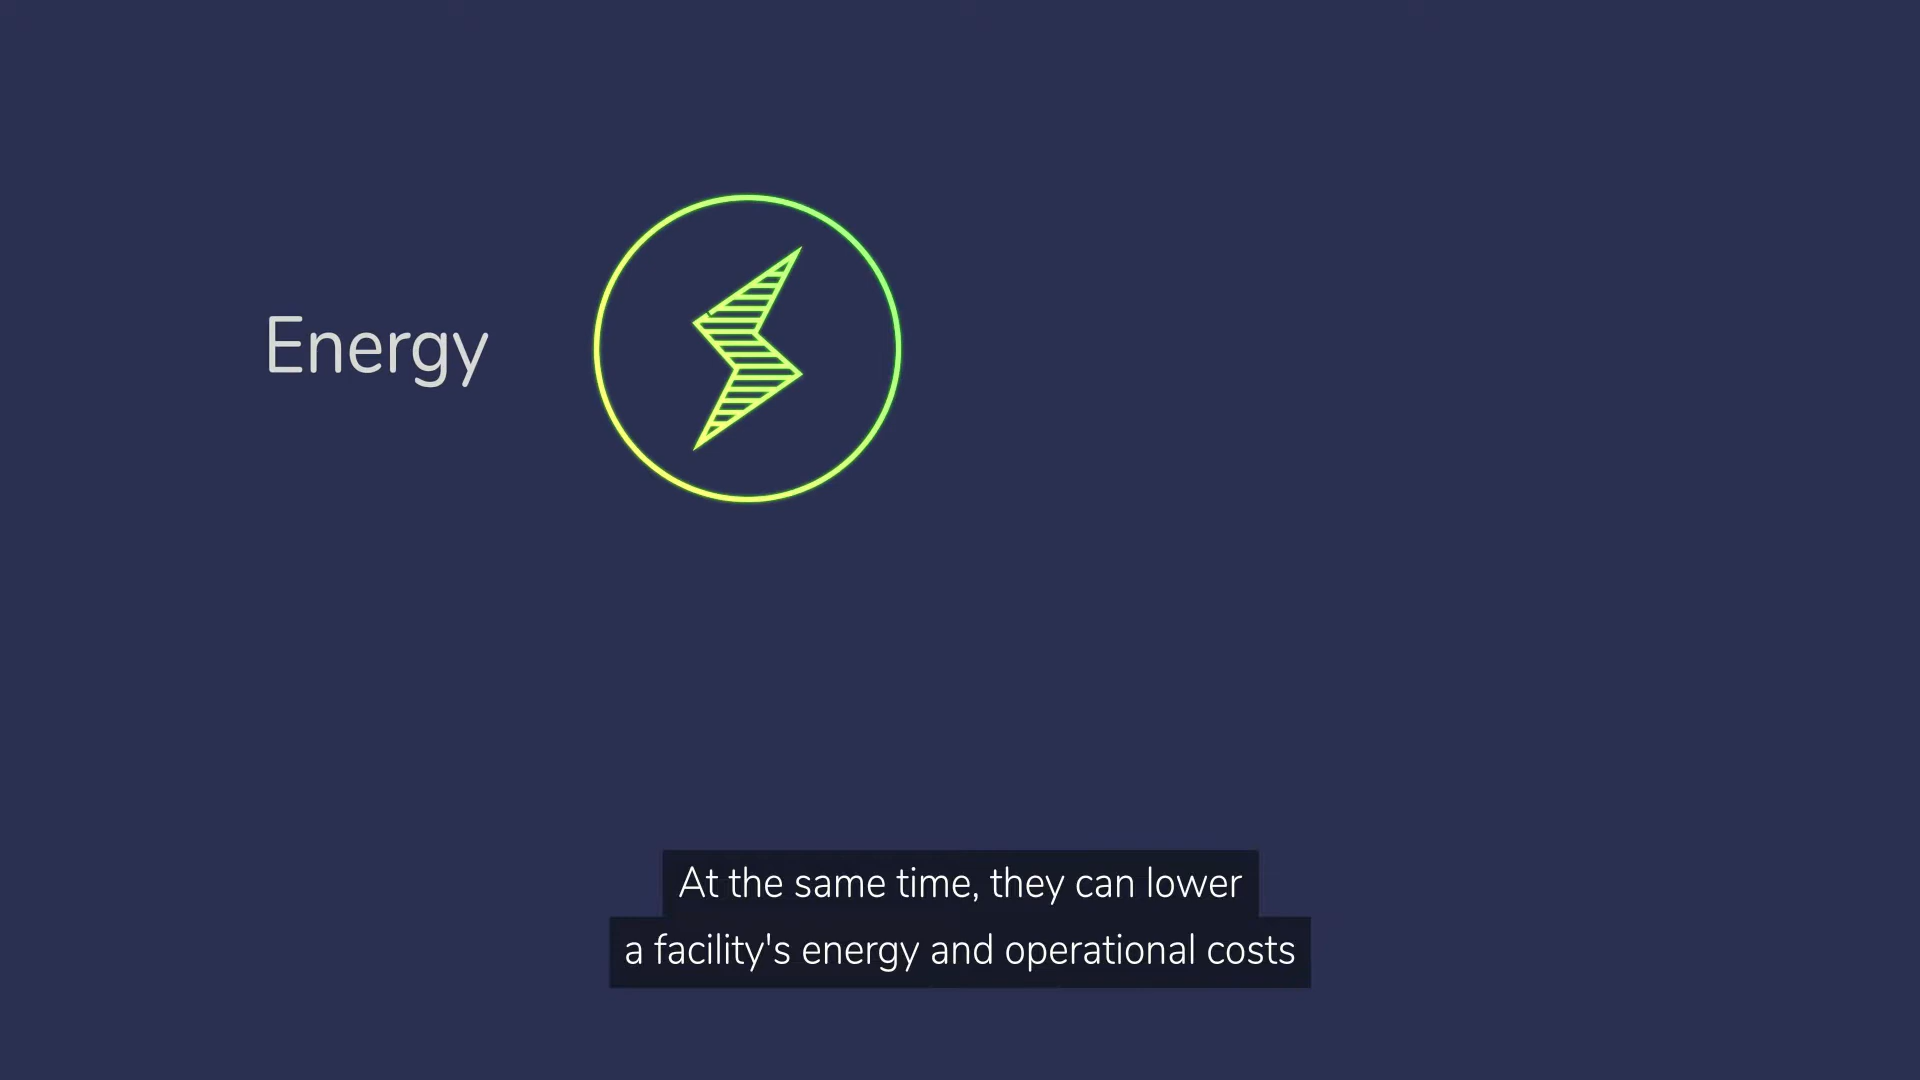 Energy
At the same time, they can lower
a facility's energy and operational costs